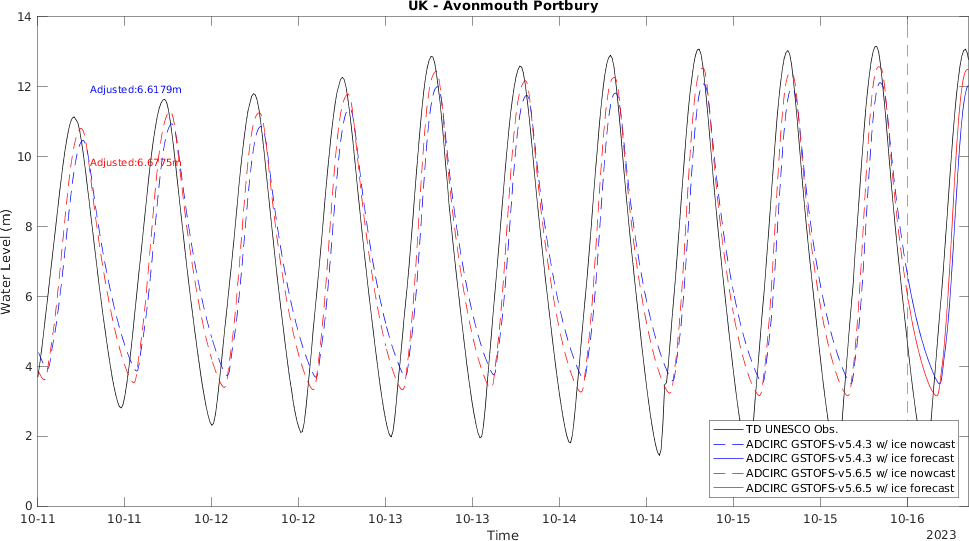 UK - Avonmouth Portbury
14
12
10
8
6
4
2
0
Water Level (m)
Adjusted:6.6179m
Adjusted:6.6775m
TD UNESCO Obs.
ADCIRC GSTOFS-v5.4.3 w/ ice nowcast
ADCIRC GSTOFS-v5.4.3 w/ ice forecast
ADCIRC GSTOFS-v5.6.5 w/ ice nowcast
ADCIRC GSTOFS-v5.6.5 w/ ice forecast
10-11 10-11 10-12 10-12 10-13 10-13 10-14 10-14 10-15 10-15 10-16
Time
2023